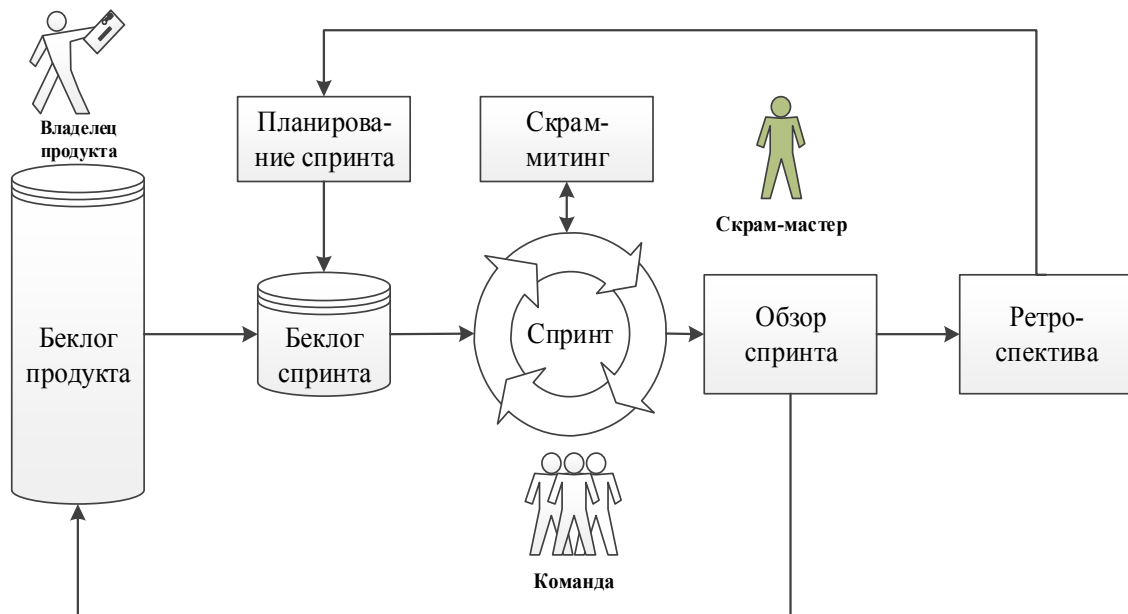 Владелец
продукта
Планирова-
ние спринта
Скрам-
митинг
Скрам-мастер
Беклог
продукта
Беклог
спринта
Спринт
Обзор
спринта
Ретро-
спектива
Команда